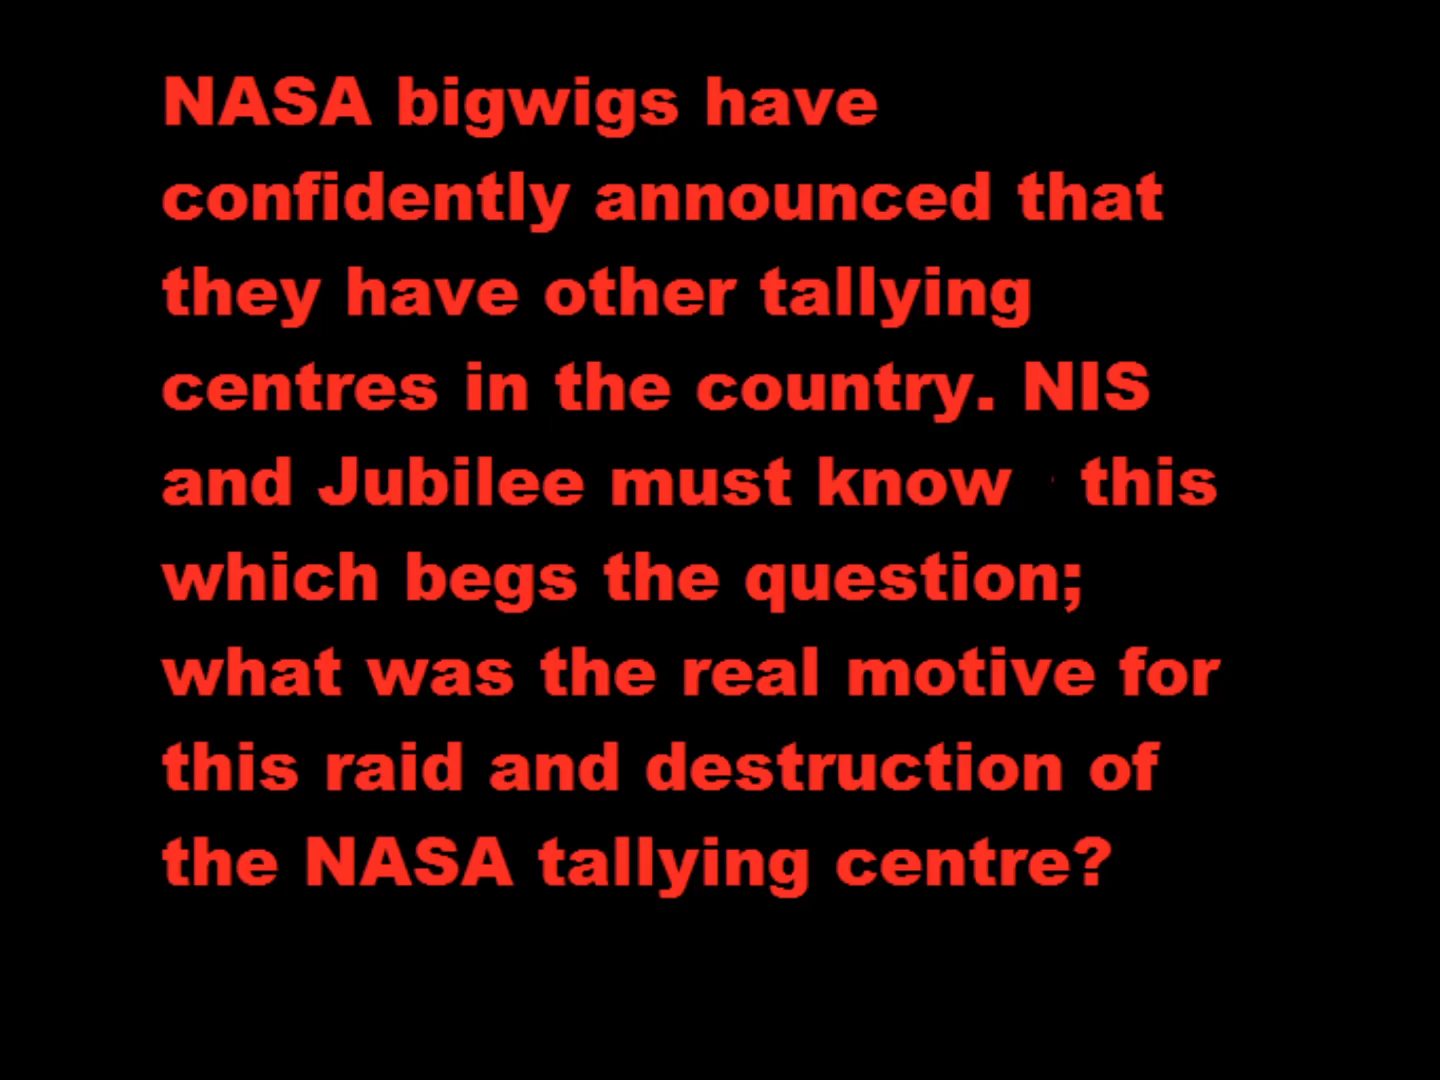 NASA bigwigs have
confidently announced that
they have other tallying
centres in the country. NIS
and Jubilee must know this
which begs the question;
what was the real motive for
this raid and destruction of
the NASA tallying centre?